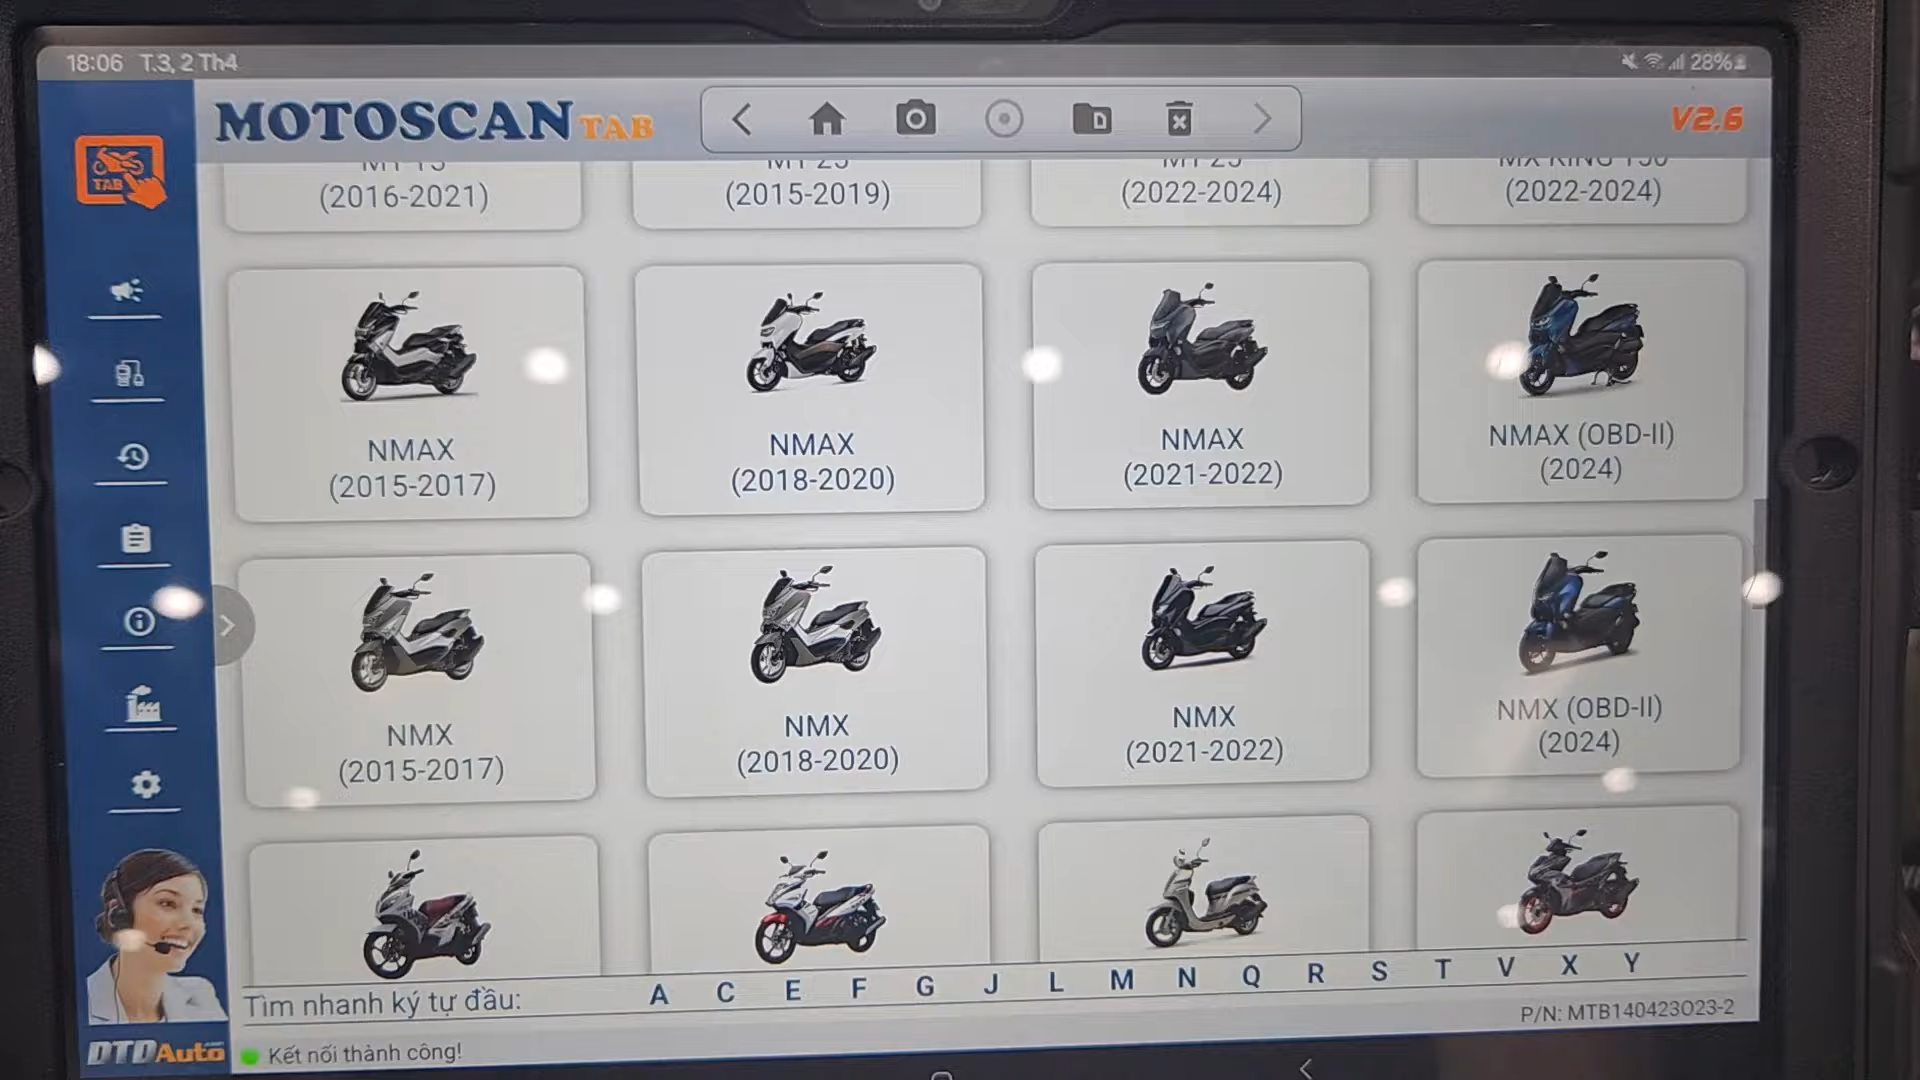 18:06 T.3, 2 Th4
28%
MOTOSCAN TAB
V2.6
TAB
(2016-2021)
(2015-2019)
(2022-2024)
(2022-2024)
NMAX
(2015-2017)
NMAX
(2018-2020)
NMAX
(2021-2022)
NMAX (OBD-II)
(2024)
NMX
(2015-2017)
NMX
(2018-2020)
NMX
(2021-2022)
NMX (OBD-II)
(2024)
Tìm nhanh ký tự đầu:
A C E F G J L M N Q R S T V X Y
P/N: MTB140423O23-2
DTDAuto
Kết nối thành công!